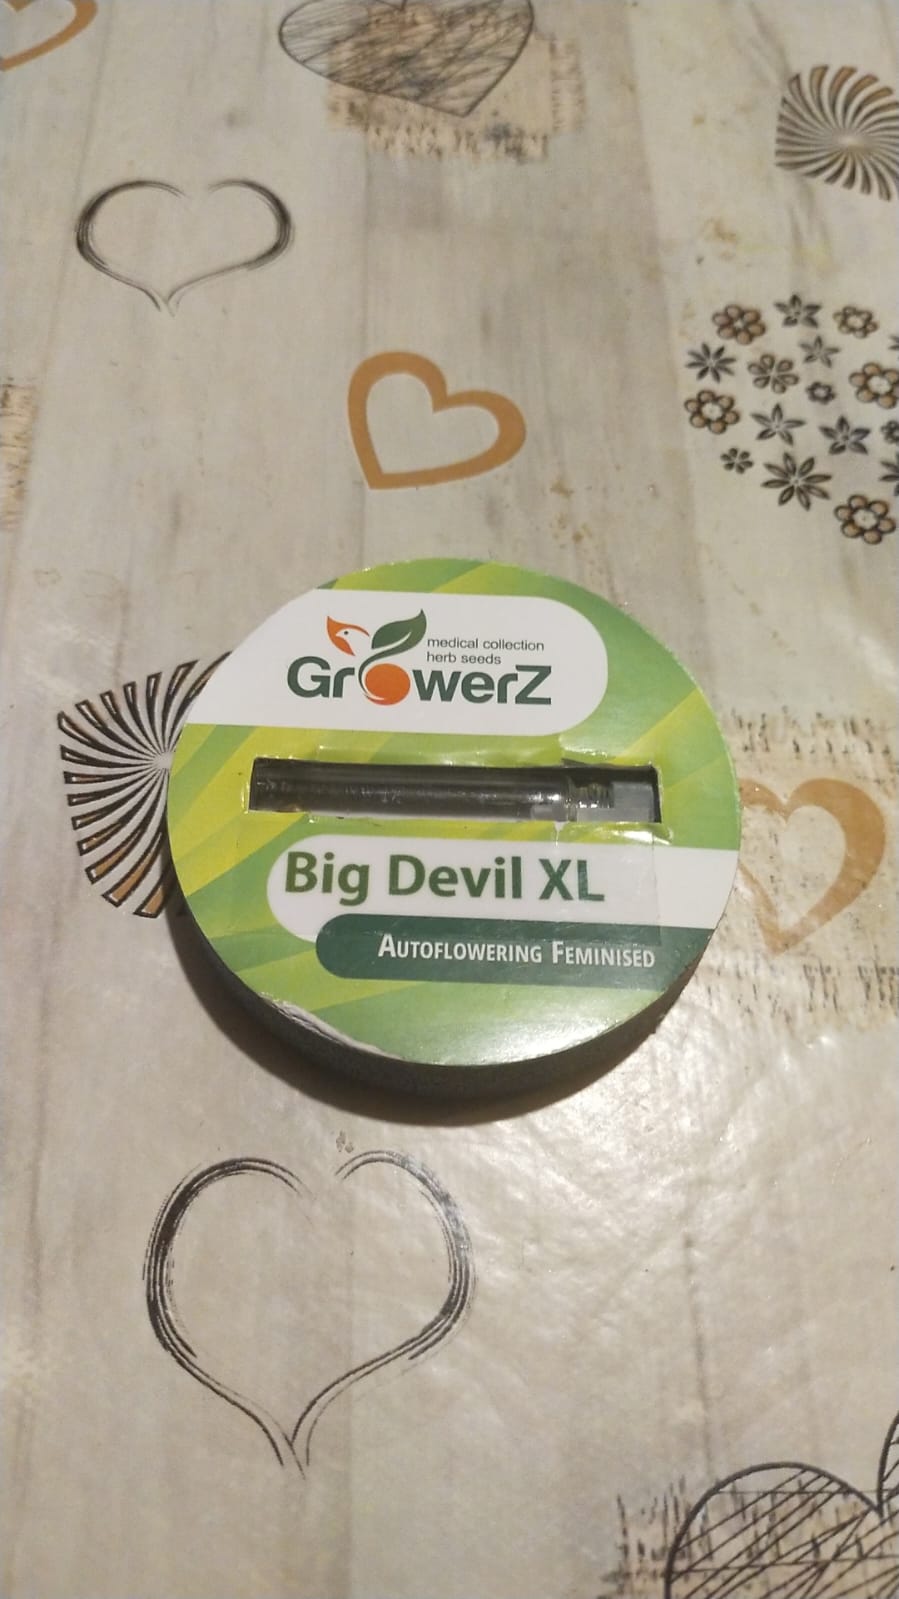 medical collection
herb seeds
GrowerZ
Big Devil XL
AUTOFLOWERING FEMINISED